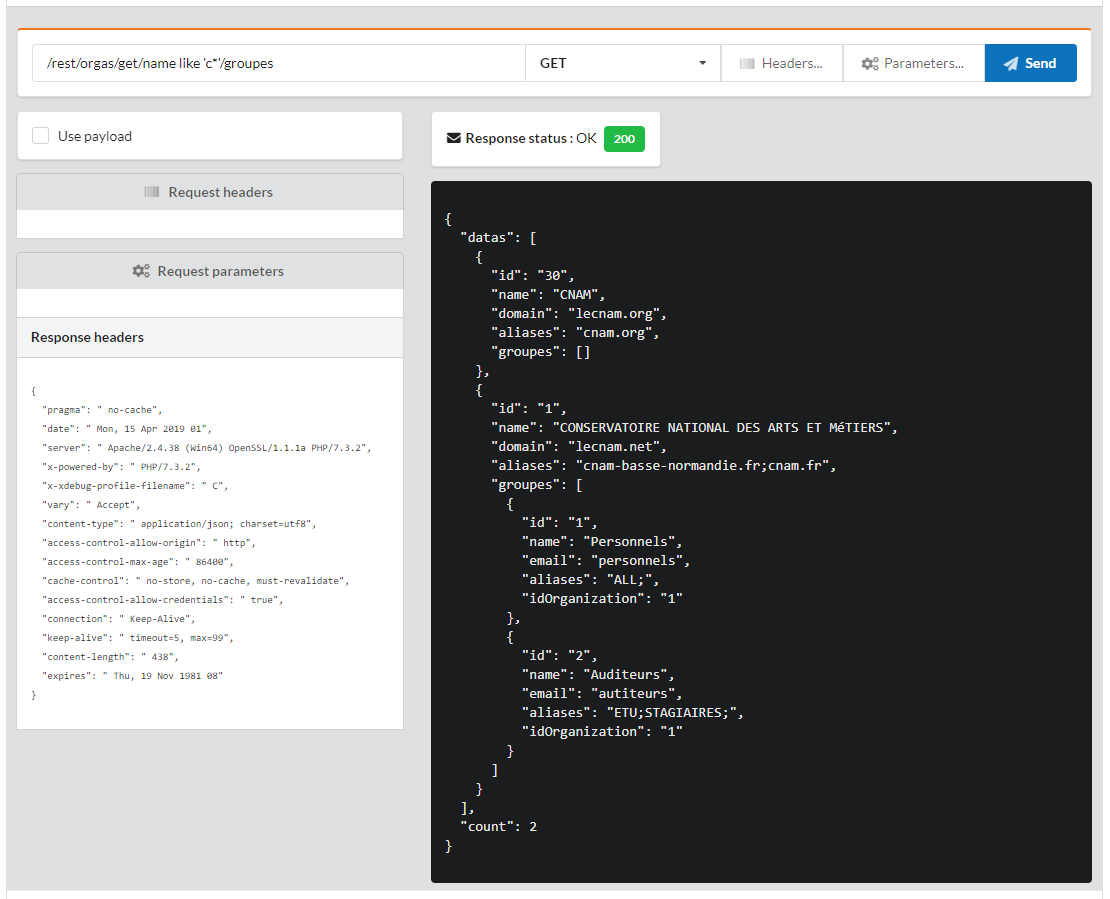 /rest/orgas/get/name like 'c*'/groupes
GET
Headers...
Parameters...
Send
Use payload
Request headers
Request parameters
Response headers
{
"pragma": " no-cache",
"date": " Mon, 15 Apr 2019 01",
"server": " Apache/2.4.38 (Win64) OpenSSL/1.1.1a PHP/7.3.2",
"x-powered-by": " PHP/7.3.2",
"x-xdebug-profile-filename": " C",
"vary": " Accept",
"content-type": " application/json; charset=utf8",
"access-control-allow-origin": " http",
"access-control-max-age": " 86400",
"cache-control": " no-store, no-cache, must-revalidate",
"access-control-allow-credentials": " true",
"connection": " Keep-Alive",
"keep-alive": " timeout=5, max=99",
"content-length": " 438",
"expires": " Thu, 19 Nov 1981 08"
}
Response status : OK 200
{
"datas": [
{
"id": "30",
"name": "CNAM",
"domain": "lecnam.org",
"aliases": "cnam.org",
"groupes": []
},
{
"id": "1",
"name": "CONSERVATOIRE NATIONAL DES ARTS ET MéTIERS",
"domain": "lecnam.net",
"aliases": "cnam-basse-normandie.fr;cnam.fr",
"groupes": [
{
"id": "1",
"name": "Personnels",
"email": "personnels",
"aliases": "ALL;",
"idOrganization": "1"
},
{
"id": "2",
"name": "Auditeurs",
"email": "autiteurs",
"aliases": "ETU;STAGIAIRES;",
"idOrganization": "1"
}
]
}
],
"count": 2
}